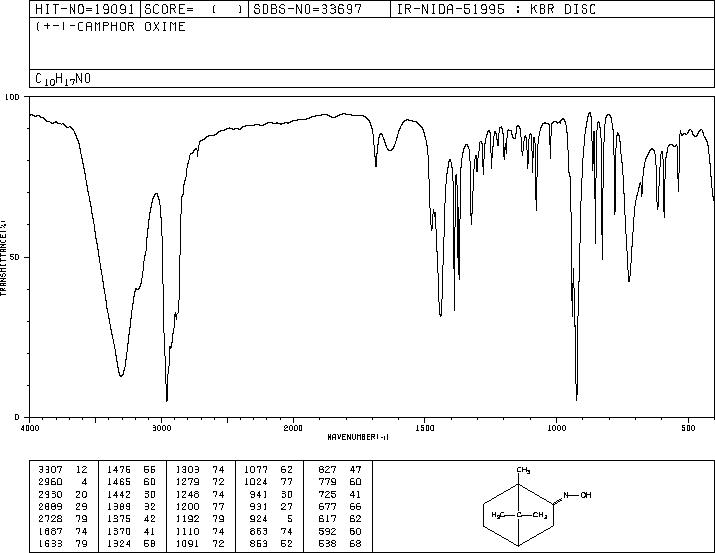 HIT-NO=19091 SCORE= ( ) SDBS-NO=33697 IR-NIDA-51995 : KBR DISC
(+-)-CAMPHOR OXIME
C10H17NO
100
50
0
TRANSMITTANCE(%)
4000 3000 2000 1500 1000 500
WAVENUMBER(-1)
3307 12 1476 56 1303 74 1077 62 827 47
2960 4 1465 60 1279 72 1024 77 779 60
2930 20 1442 30 1246 74 941 30 725 41
2889 29 1389 32 1200 77 931 27 677 66
2728 79 1375 42 1192 79 924 5 617 62
1687 74 1370 41 1110 74 863 74 592 60
1633 79 1324 58 1091 72 853 52 538 68
CH3
N OH
H3C C CH3